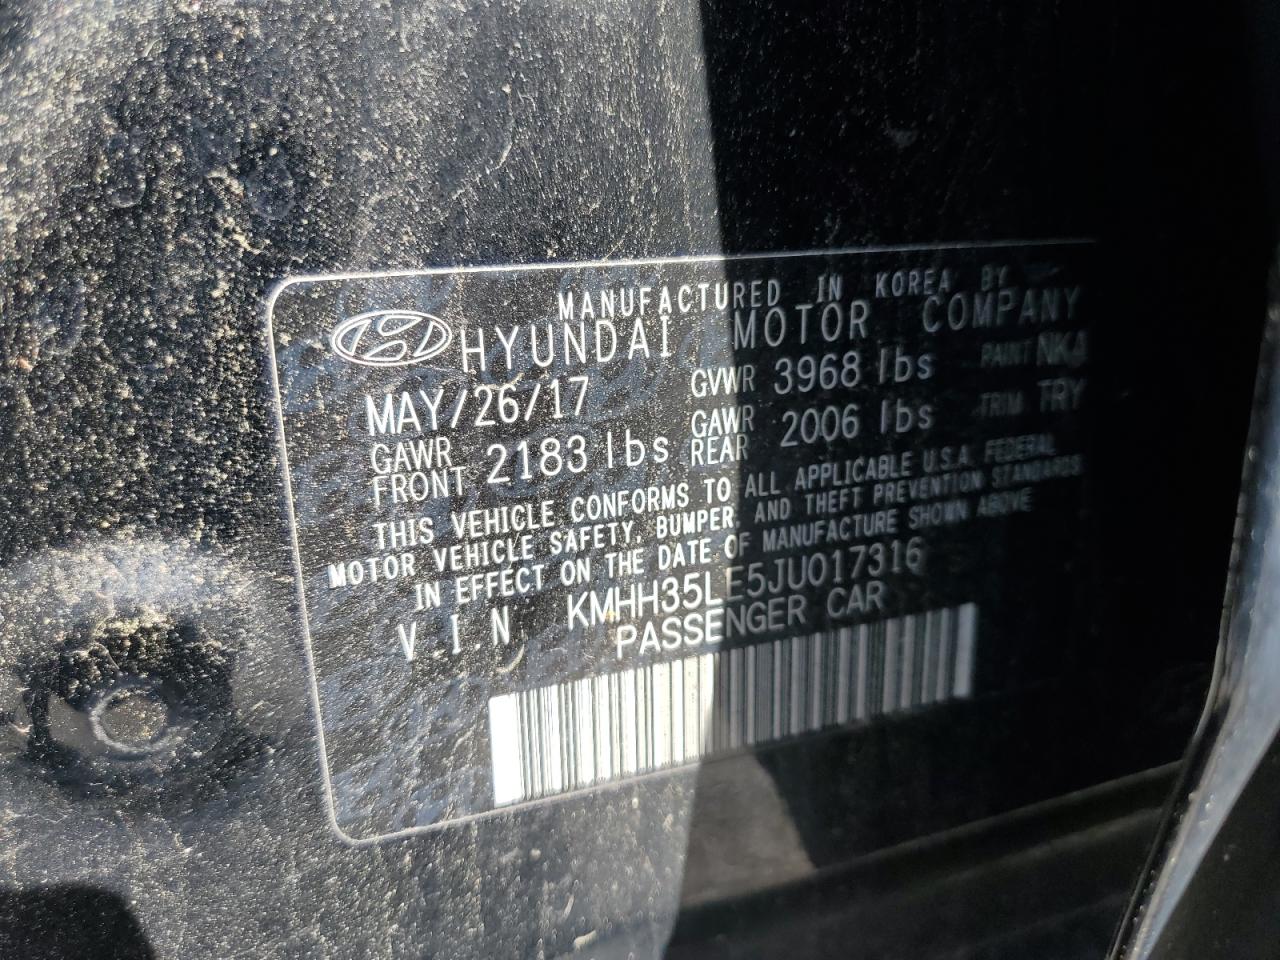 MANUFACTURED IN KOREA BY
HYUNDAI MOTOR COMPANY
MAY/26/17 GVWR 3968 lbs PAINT NKA
GAWR FRONT 2183 lbs GAWR REAR 2006 lbs TRIM TRY
THIS VEHICLE CONFORMS TO ALL APPLICABLE U.S.A. FEDERAL
MOTOR VEHICLE SAFETY, BUMPER, AND THEFT PREVENTION STANDARDS
IN EFFECT ON THE DATE OF MANUFACTURE SHOWN ABOVE
V.I.N KMHH35LE5JU017316
PASSENGER CAR